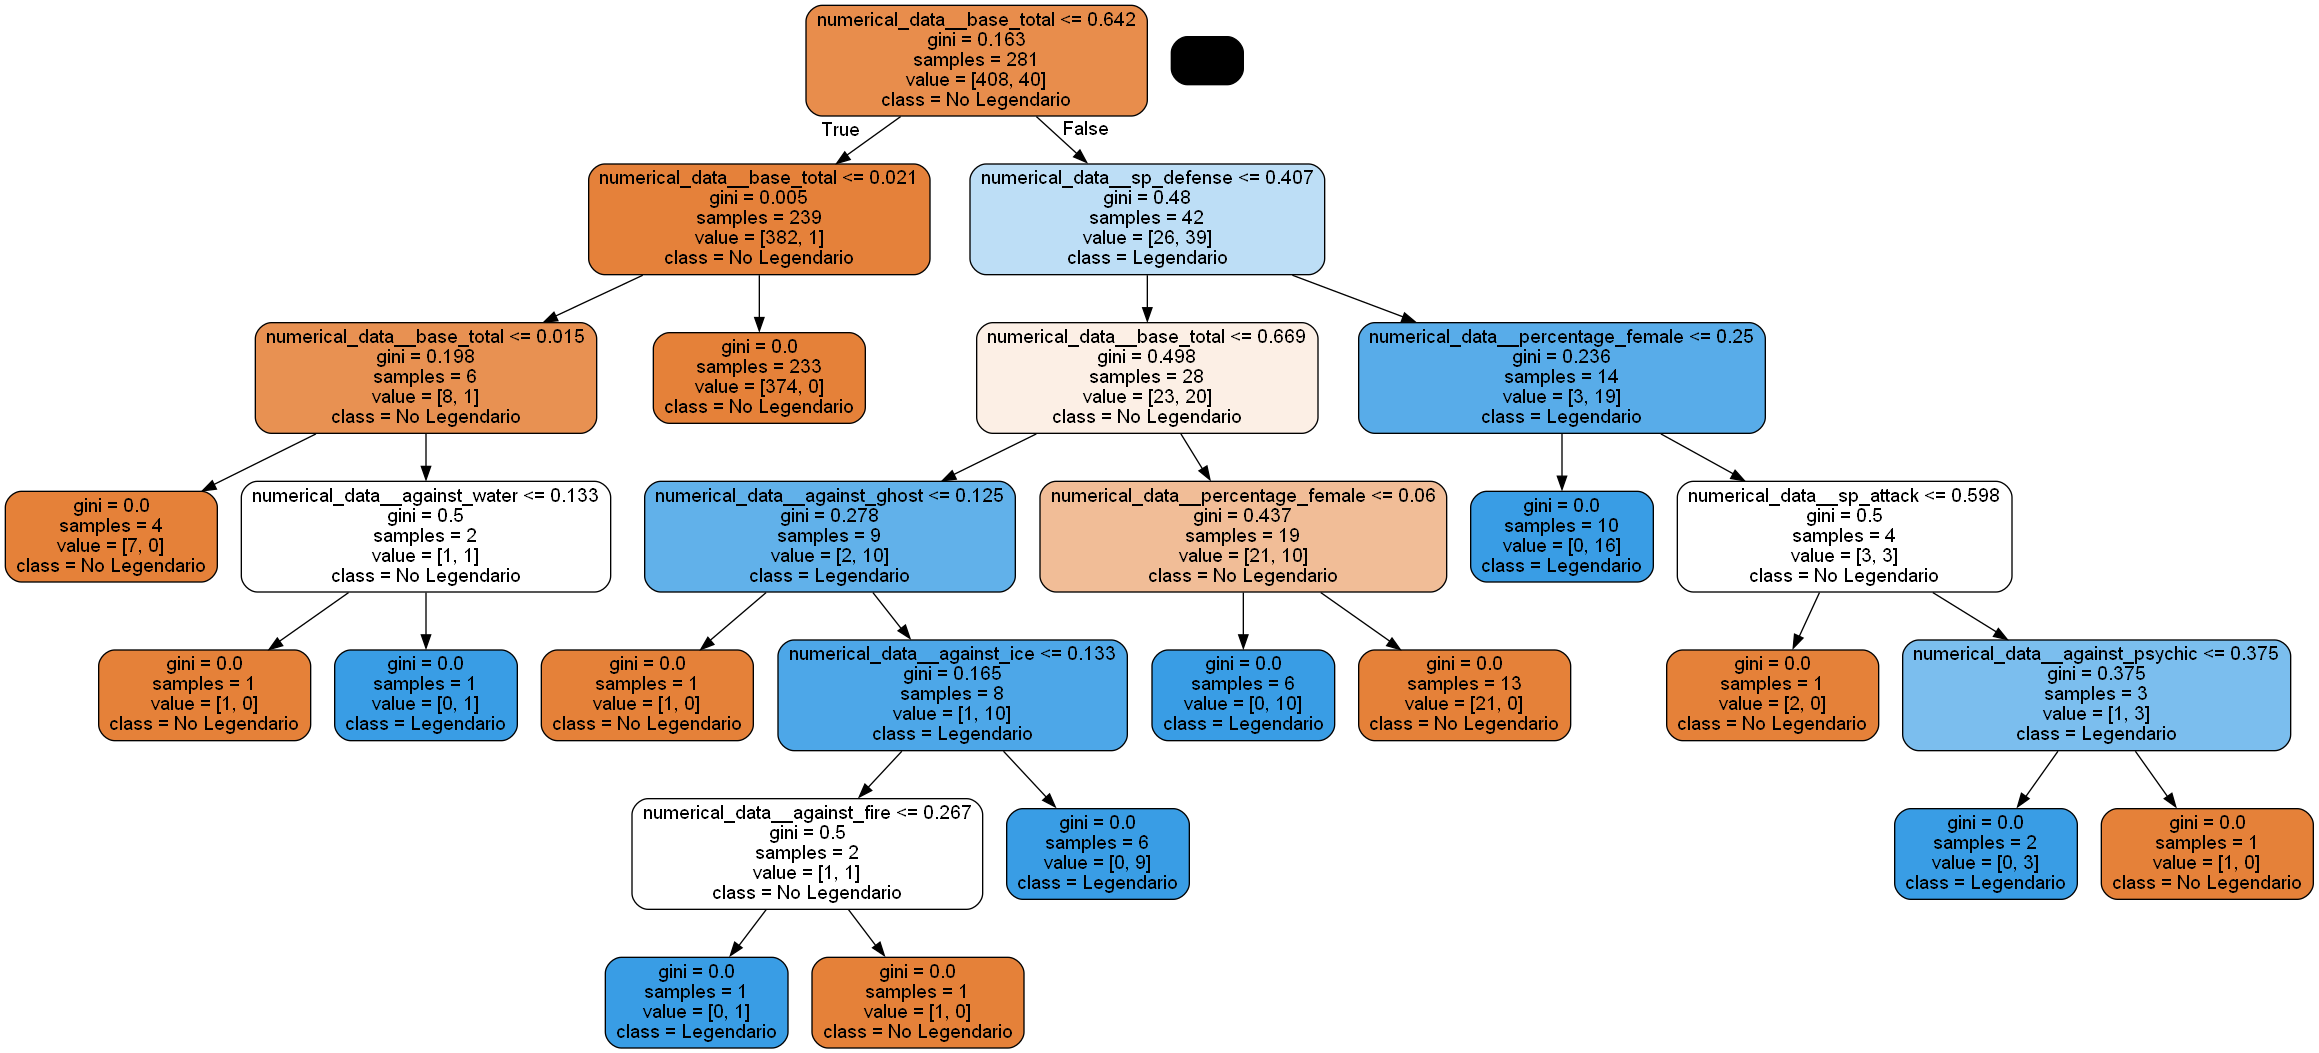 numerical_data__base_total <= 0.642
gini = 0.163
samples = 281
value = [408, 40]
class = No Legendario
True
False
numerical_data__base_total <= 0.021
gini = 0.005
samples = 239
value = [382, 1]
class = No Legendario
numerical_data__sp_defense <= 0.407
gini = 0.48
samples = 42
value = [26, 39]
class = Legendario
numerical_data__base_total <= 0.015
gini = 0.198
samples = 6
value = [8, 1]
class = No Legendario
gini = 0.0
samples = 233
value = [374, 0]
class = No Legendario
numerical_data__base_total <= 0.669
gini = 0.498
samples = 28
value = [23, 20]
class = No Legendario
numerical_data__percentage_female <= 0.25
gini = 0.236
samples = 14
value = [3, 19]
class = Legendario
gini = 0.0
samples = 4
value = [7, 0]
class = No Legendario
numerical_data__against_water <= 0.133
gini = 0.5
samples = 2
value = [1, 1]
class = No Legendario
numerical_data__against_ghost <= 0.125
gini = 0.278
samples = 9
value = [2, 10]
class = Legendario
numerical_data__percentage_female <= 0.06
gini = 0.437
samples = 19
value = [21, 10]
class = No Legendario
gini = 0.0
samples = 10
value = [0, 16]
class = Legendario
numerical_data__sp_attack <= 0.598
gini = 0.5
samples = 4
value = [3, 3]
class = No Legendario
gini = 0.0
samples = 1
value = [1, 0]
class = No Legendario
gini = 0.0
samples = 1
value = [0, 1]
class = Legendario
gini = 0.0
samples = 1
value = [1, 0]
class = No Legendario
numerical_data__against_ice <= 0.133
gini = 0.165
samples = 8
value = [1, 10]
class = Legendario
gini = 0.0
samples = 6
value = [0, 10]
class = Legendario
gini = 0.0
samples = 13
value = [21, 0]
class = No Legendario
gini = 0.0
samples = 1
value = [2, 0]
class = No Legendario
numerical_data__against_psychic <= 0.375
gini = 0.375
samples = 3
value = [1, 3]
class = Legendario
numerical_data__against_fire <= 0.267
gini = 0.5
samples = 2
value = [1, 1]
class = No Legendario
gini = 0.0
samples = 6
value = [0, 9]
class = Legendario
gini = 0.0
samples = 2
value = [0, 3]
class = Legendario
gini = 0.0
samples = 1
value = [1, 0]
class = No Legendario
gini = 0.0
samples = 1
value = [0, 1]
class = Legendario
gini = 0.0
samples = 1
value = [1, 0]
class = No Legendario